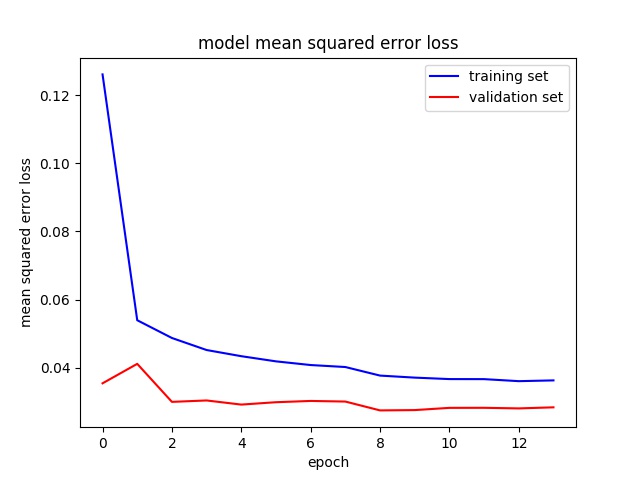 model mean squared error loss
training set
validation set
mean squared error loss
0.12
0.10
0.08
0.06
0.04
0 2 4 6 8 10 12
epoch